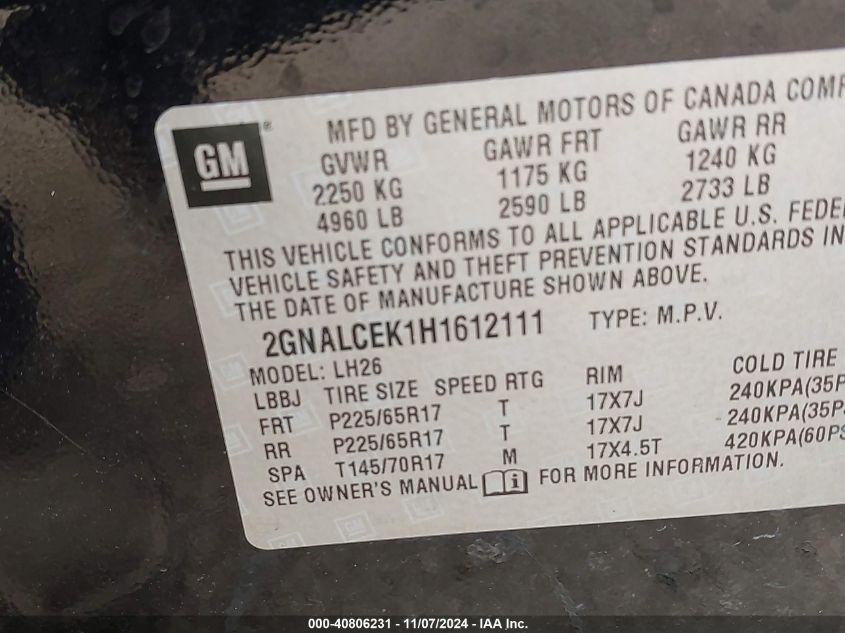 GM®
MFD BY GENERAL MOTORS OF CANADA
GVWR GAWR FRT GAWR RR
2250 KG 1175 KG 1240 KG
4960 LB 2590 LB 2733 LB
THIS VEHICLE CONFORMS TO ALL APPLICABLE U.S.
VEHICLE SAFETY AND THEFT PREVENTION STANDARDS IN
THE DATE OF MANUFACTURE SHOWN ABOVE.
2GNALCEK1H1612111 TYPE: M.P.V.
MODEL: LH26
LBBJ TIRE SIZE SPEED RTG RIM COLD TIRE
FRT P225/65R17 T 17X7J 240KPA(35P
RR P225/65R17 T 17X7J 240KPA(35P
SPA T145/70R17 M 17X4.5T 420KPA(60PS
SEE OWNER'S MANUAL i FOR MORE INFORMATION.
000-40806231 - 11/07/2024 - IAA Inc.